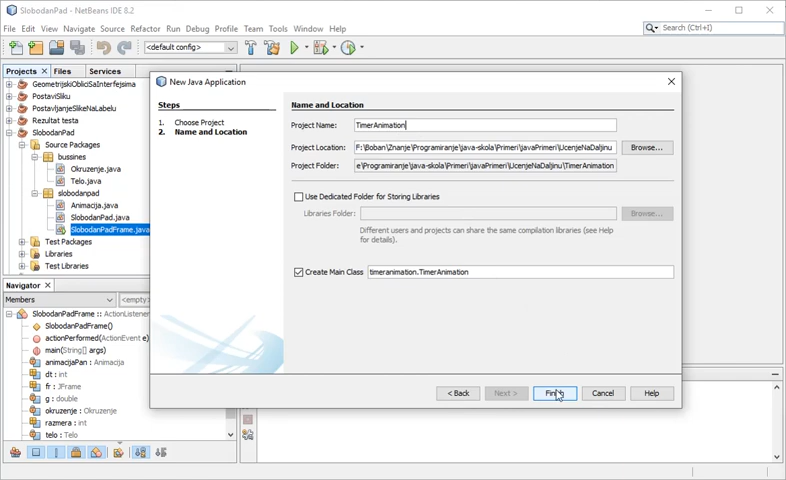 SlobodanPad - NetBeans IDE 8.2
File Edit View Navigate Source Refactor Run Debug Profile Team Tools Window Help
Search (Ctrl+I)
<default config>
Projects Files Services
GeometrijskiObliciSaInterfejsima
PostaviSliku
PostavljanjeSlikeNaLabelu
Rezultat testa
SlobodanPad
Source Packages
bussines
Okruzenje.java
Telo.java
slobodanpad
Animacija.java
SlobodanPad.java
SlobodanPadFrame.java
Test Packages
Libraries
Test Libraries
Navigator
Members
<empty>
SlobodanPadFrame :: ActionListener
SlobodanPadFrame()
actionPerformed(ActionEvent e)
main(String[] args)
animacijaPan : Animacija
dt : int
fr : JFrame
g : double
okruzenje : Okruzenje
razmera : int
telo : Telo
New Java Application
Steps
1. Choose Project
2. Name and Location
Name and Location
Project Name: TimerAnimation
Project Location: F:\Boban\Znanje\Programiranje\java-skola\Primeri\javaPrimeri\UcenjeNaDaljinu Browse...
Project Folder: e\Programiranje\java-skola\Primeri\javaPrimeri\UcenjeNaDaljinu\TimerAnimation
Use Dedicated Folder for Storing Libraries
Libraries Folder: Browse...
Different users and projects can share the same compilation libraries (see Help
for details).
Create Main Class timeranimation.TimerAnimation
< Back Next > Finish Cancel Help